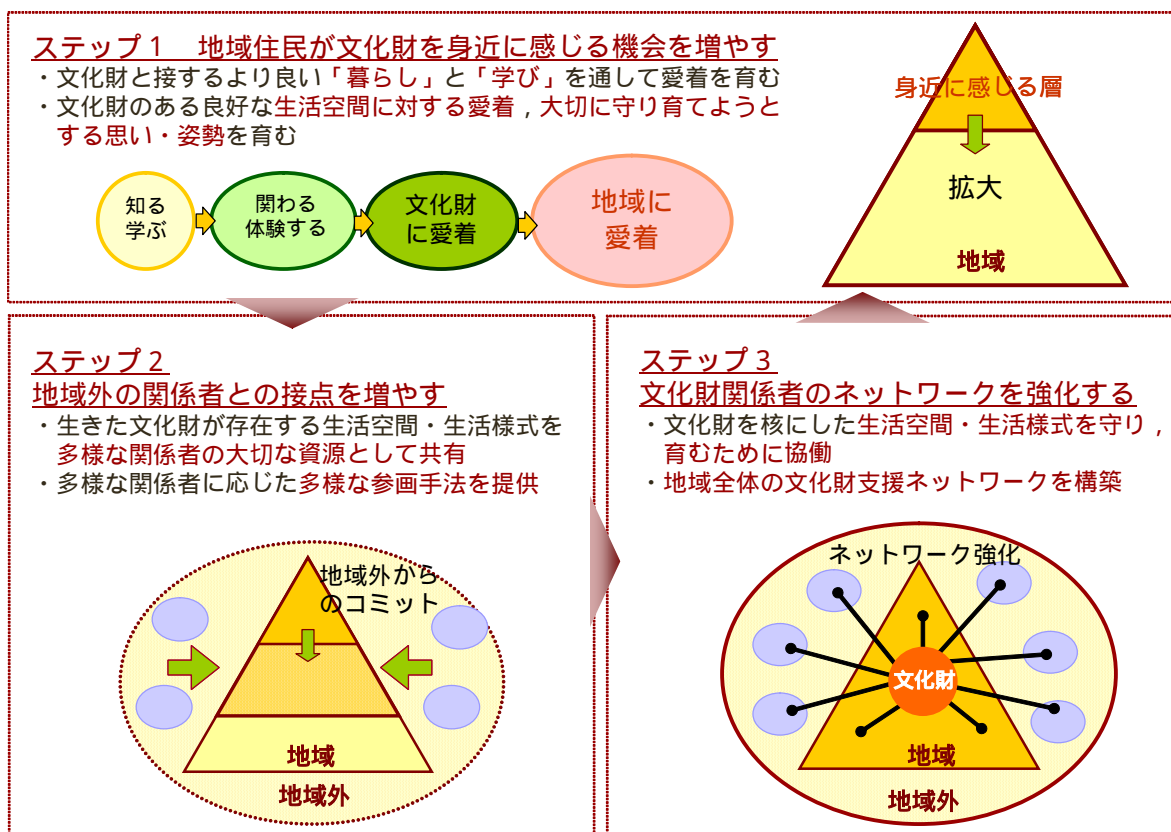 ステップ1 地域住民が文化財を身近に感じる機会を増やす
・文化財と接するより良い「暮らし」と「学び」を通して愛着を育む
・文化財のある良好な生活空間に対する愛着，大切に守り育てようと
する思い・姿勢を育む
知る
学ぶ
関わる
体験する
文化財
に愛着
地域に
愛着
身近に感じる層
拡大
地域
ステップ2
地域外の関係者との接点を増やす
・生きた文化財が存在する生活空間・生活様式を
多様な関係者の大切な資源として共有
・多様な関係者に応じた多様な参画手法を提供
地域外から
のコミット
地域
地域外
ステップ3
文化財関係者のネットワークを強化する
・文化財を核にした生活空間・生活様式を守り，
育むために協働
・地域全体の文化財支援ネットワークを構築
ネットワーク強化
文化財
地域
地域外